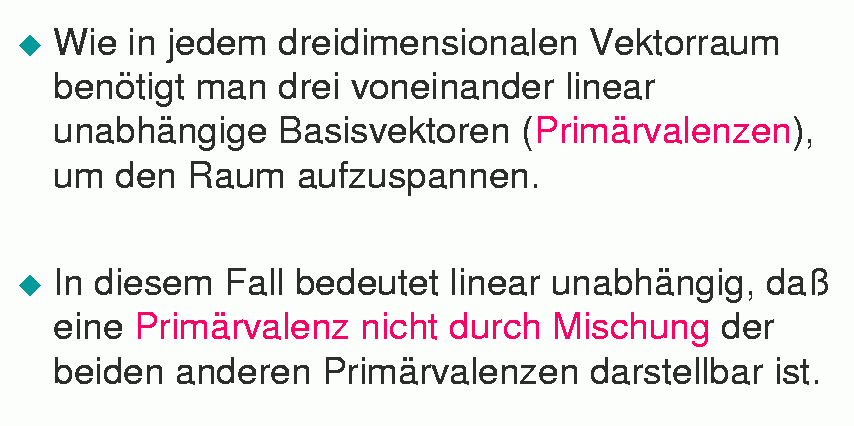 Wie in jedem dreidimensionalen Vektorraum
benötigt man drei voneinander linear
unabhängige Basisvektoren (Primärvalenzen),
um den Raum aufzuspannen.
In diesem Fall bedeutet linear unabhängig, daß
eine Primärvalenz nicht durch Mischung der
beiden anderen Primärvalenzen darstellbar ist.